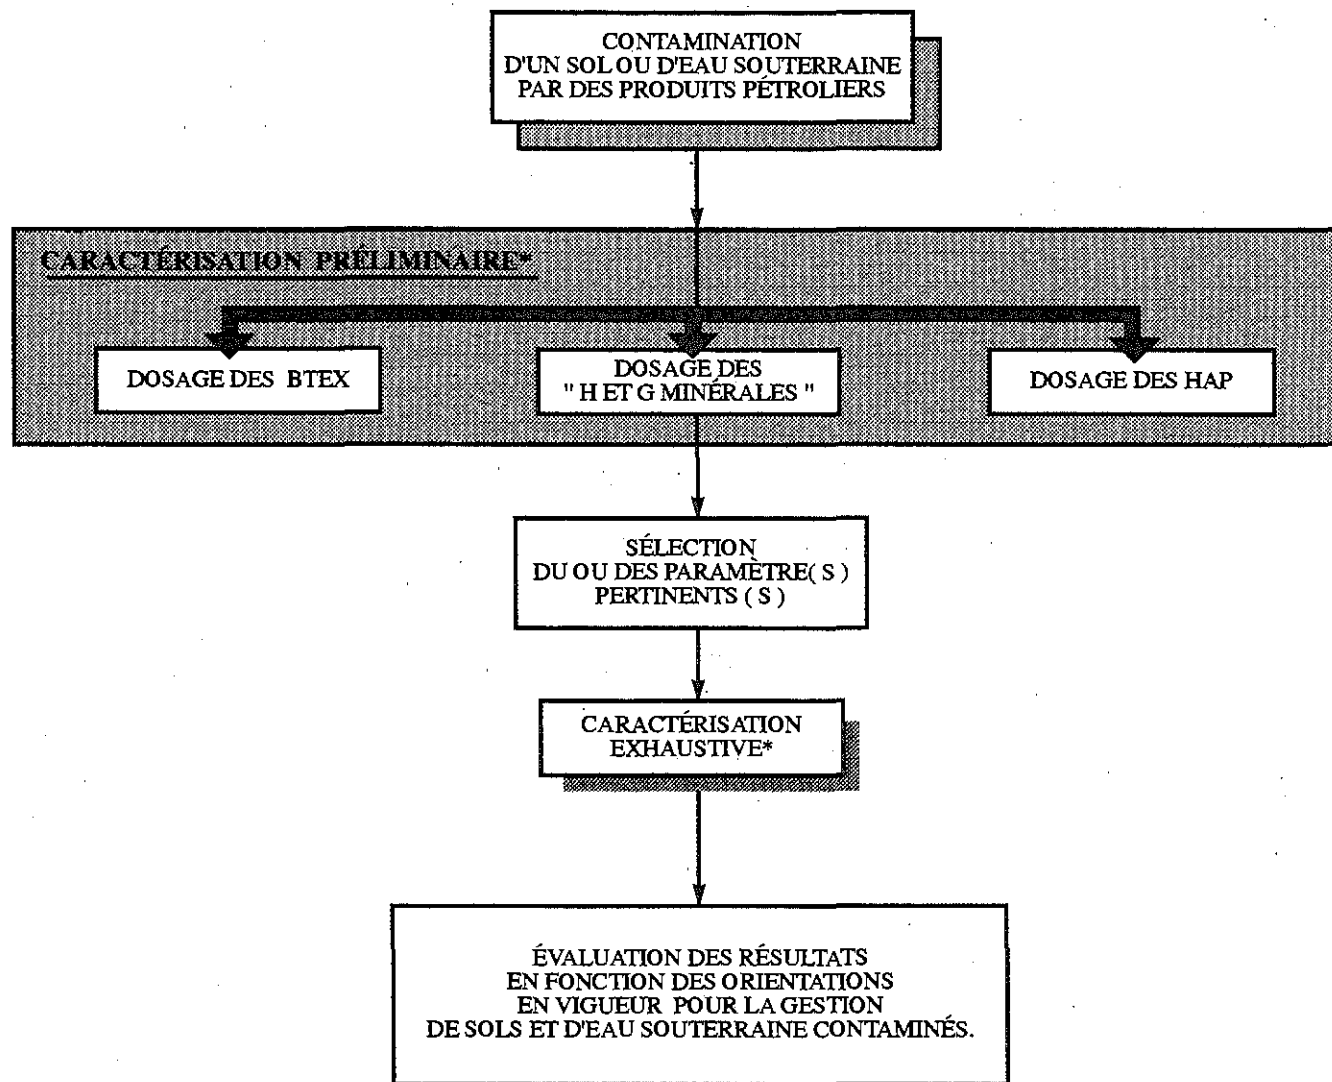 CONTAMINATION
D'UN SOL OU D'EAU SOUTERRAINE
PAR DES PRODUITS PÉTROLIERS
CARACTÉRISATION PRÉLIMINAIRE*
DOSAGE DES BTEX
DOSAGE DES
" H ET G MINÉRALES "
DOSAGE DES HAP
SÉLECTION
DU OU DES PARAMÈTRE( S )
PERTINENTS ( S )
CARACTÉRISATION
EXHAUSTIVE*
ÉVALUATION DES RÉSULTATS
EN FONCTION DES ORIENTATIONS
EN VIGUEUR POUR LA GESTION
DE SOLS ET D'EAU SOUTERRAINE CONTAMINÉS.